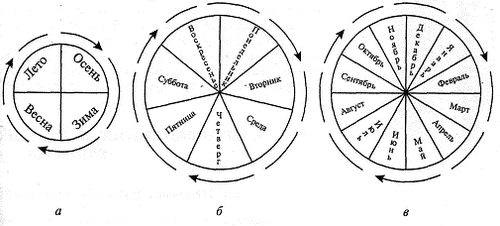 Лето
Осень
Весна
Зима
Воскресенье
Понедельник
Суббота
Вторник
Пятница
Среда
Четверг
Ноябрь
Декабрь
Октябрь
Январь
Сентябрь
Февраль
Август
Март
Июль
Апрель
Июнь
Май
а
б
в